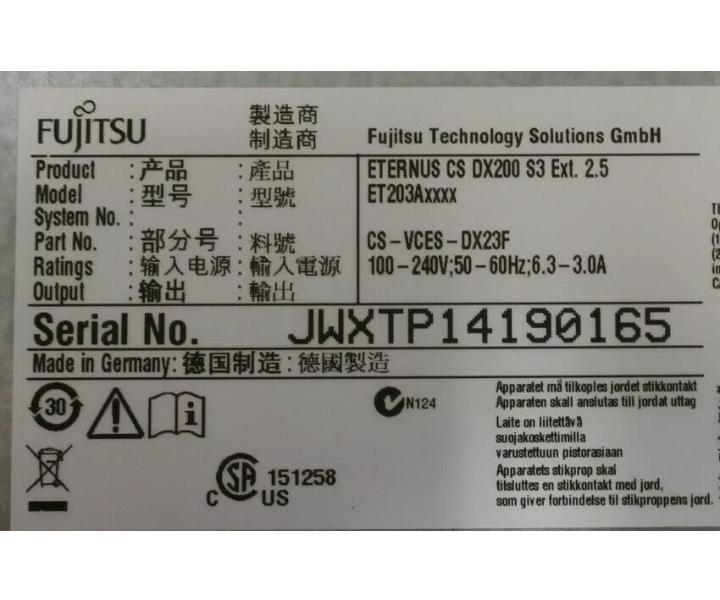 FUJITSU 製造商
制造商 Fujitsu Technology Solutions GmbH
Product : 产品 : 產品 ETERNUS CS DX200 S3 Ext. 2.5
Model : 型号 : 型號 ET203Axxxx
System No. : :
Part No. : 部分号 : 料號 CS-VCES-DX23F
Ratings : 输入电源 : 輸入電源 100-240V;50-60Hz;6.3-3.0A
Output : 输出 : 輸出
Serial No. JWXTP14190165
Made in Germany: 德国制造 : 德國製造
30 i N124
Apparatet må tilkoples jordet stikkontakt
Apparaten skall anslutas till jordat uttag
Laite on liitettävä
suojakoskettimilla
varustettuun pistorasiaan
Apparatets stikprop skal
tilsluttes en stikkontakt med jord,
som giver forbindelse til stikproppens jord.
C SA US 151258